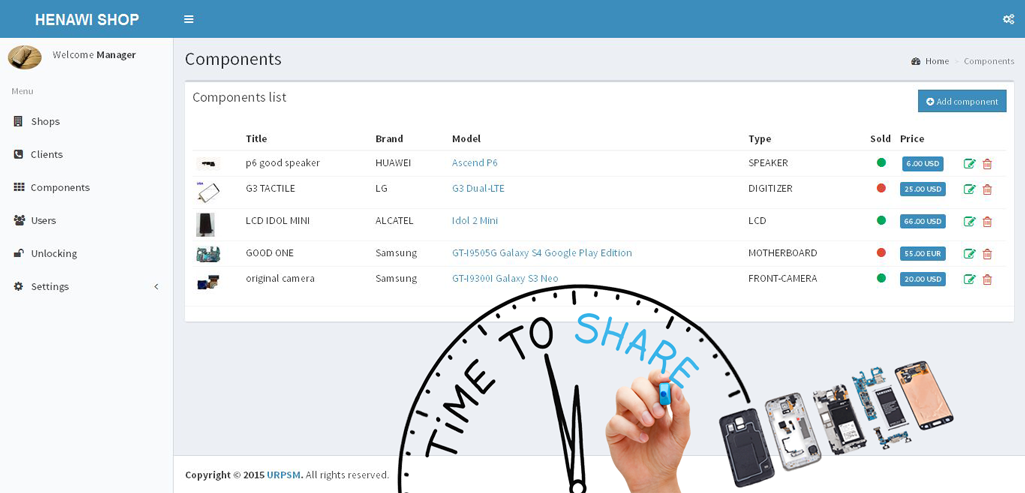 HENAWI SHOP
Welcome Manager
Menu
Shops
Clients
Components
Users
Unlocking
Settings
Components
Home - Components
Components list
Add component
Title Brand Model Type Sold Price
p6 good speaker HUAWEI Ascend P6 SPEAKER 6.00 USD
G3 TACTILE LG G3 Dual-LTE DIGITIZER 25.00 USD
LCD IDOL MINI ALCATEL Idol 2 Mini LCD 66.00 USD
GOOD ONE Samsung GT-I9505G Galaxy S4 Google Play Edition MOTHERBOARD 55.00 EUR
original camera Samsung GT-I9300I Galaxy S3 Neo FRONT-CAMERA 20.00 USD
TiME TO SHARE
Copyright © 2015 URPSM. All rights reserved.